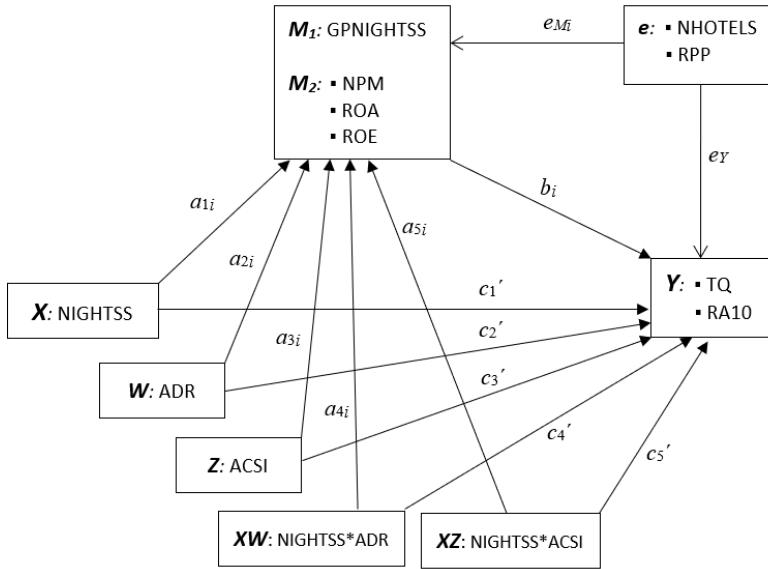 M1: GPNIGHTSS
M2: ▪ NPM
▪ ROA
▪ ROE
eMi
e: ▪ NHOTELS
▪ RPP
eY
bi
a1i
a2i
a3i
a4i
a5i
X: NIGHTSS
c1′
c2′
c3′
c4′
c5′
Y: ▪ TQ
▪ RA10
W: ADR
Z: ACSI
XW: NIGHTSS*ADR
XZ: NIGHTSS*ACSI